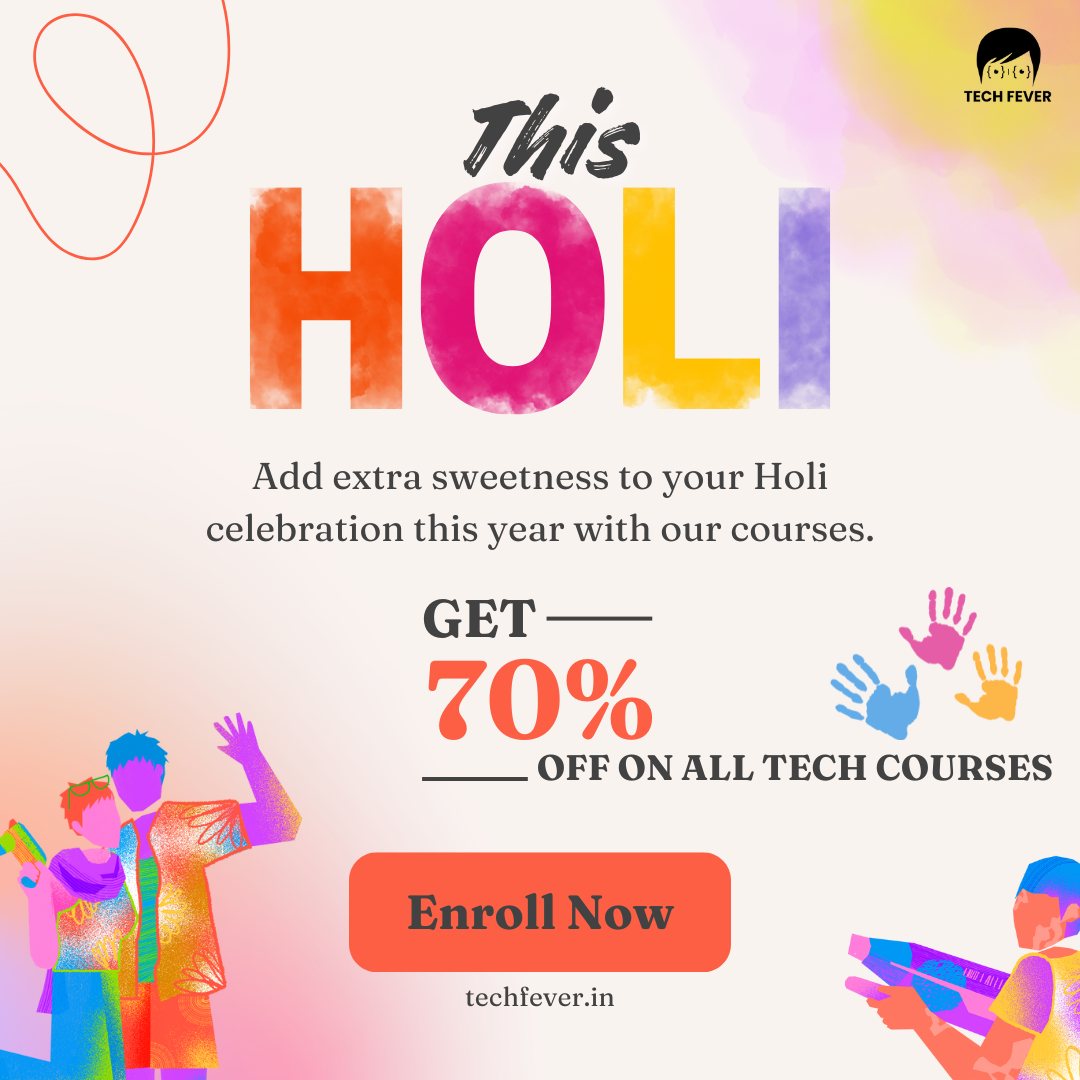 TECH FEVER
This
HOLI
Add extra sweetness to your Holi
celebration this year with our courses.
GET
70%
OFF ON ALL TECH COURSES
Enroll Now
techfever.in